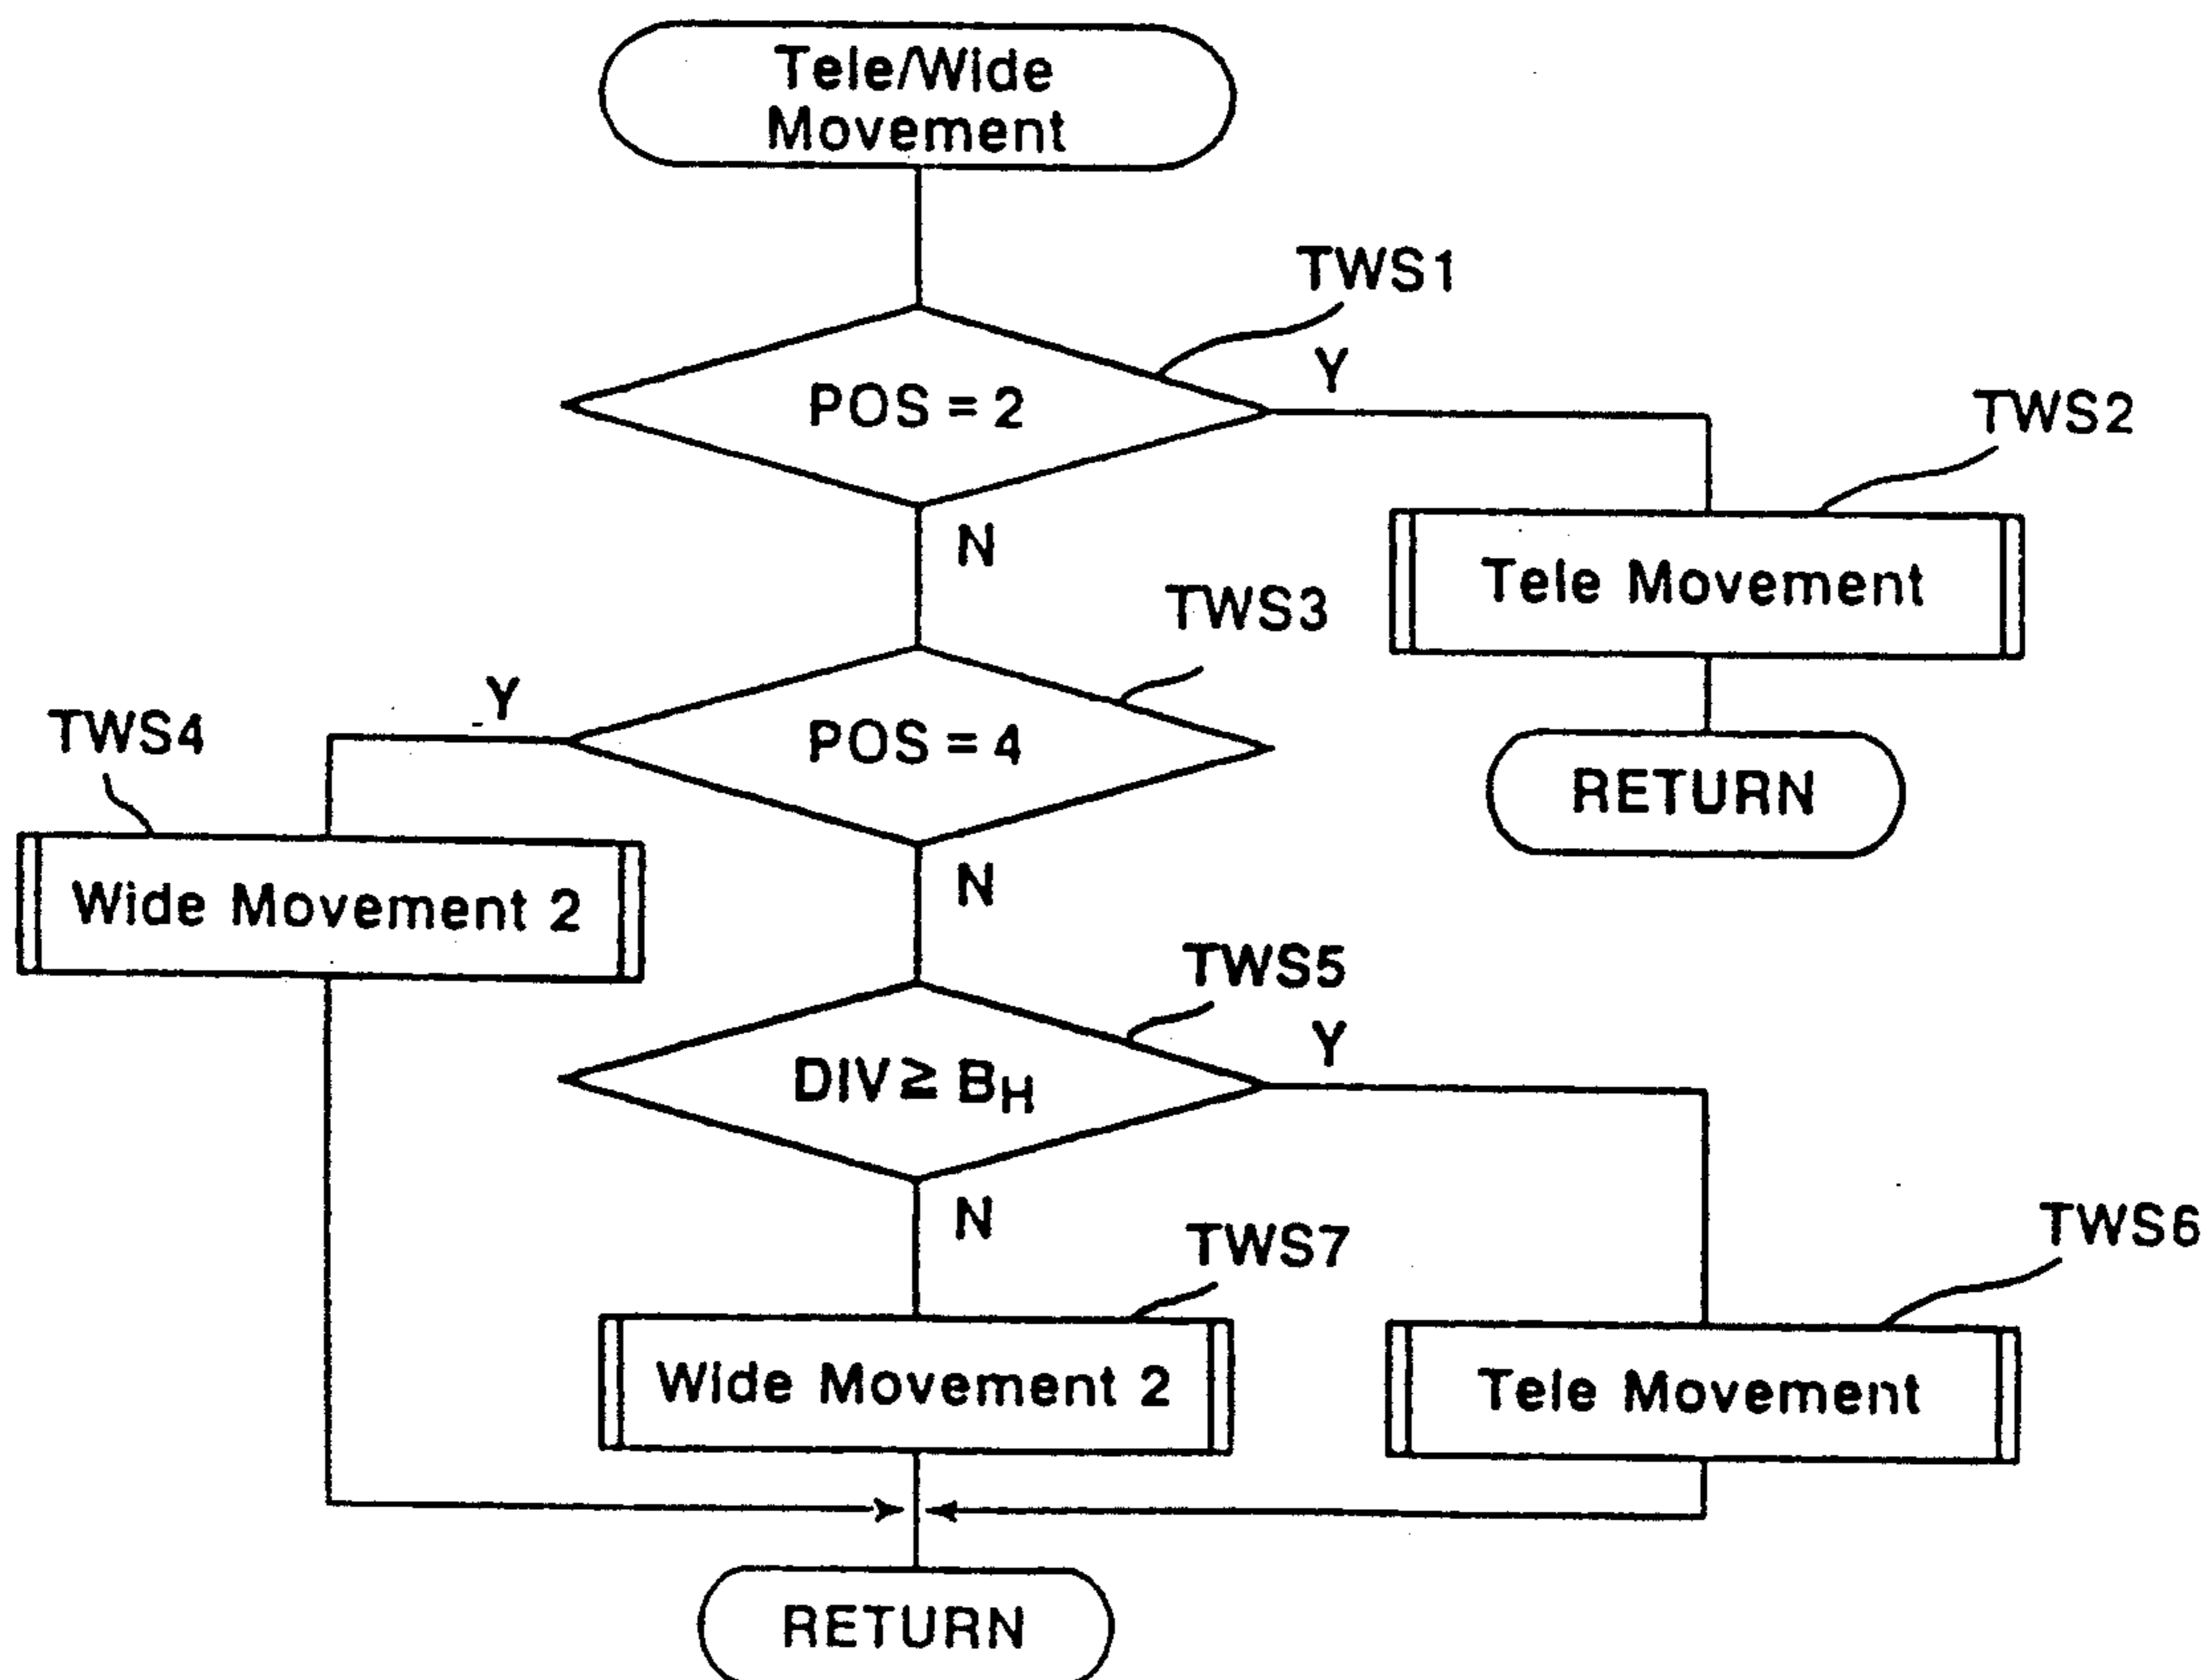 Tele/Wide
Movement
TWS1
POS = 2
Y
TWS2
N
Tele Movement
TWS3
RETURN
Y
POS = 4
TWS4
N
Wide Movement 2
TWS5
Y
DIV ≧ BH
N
TWS7
TWS6
Wide Movement 2
Tele Movement
RETURN